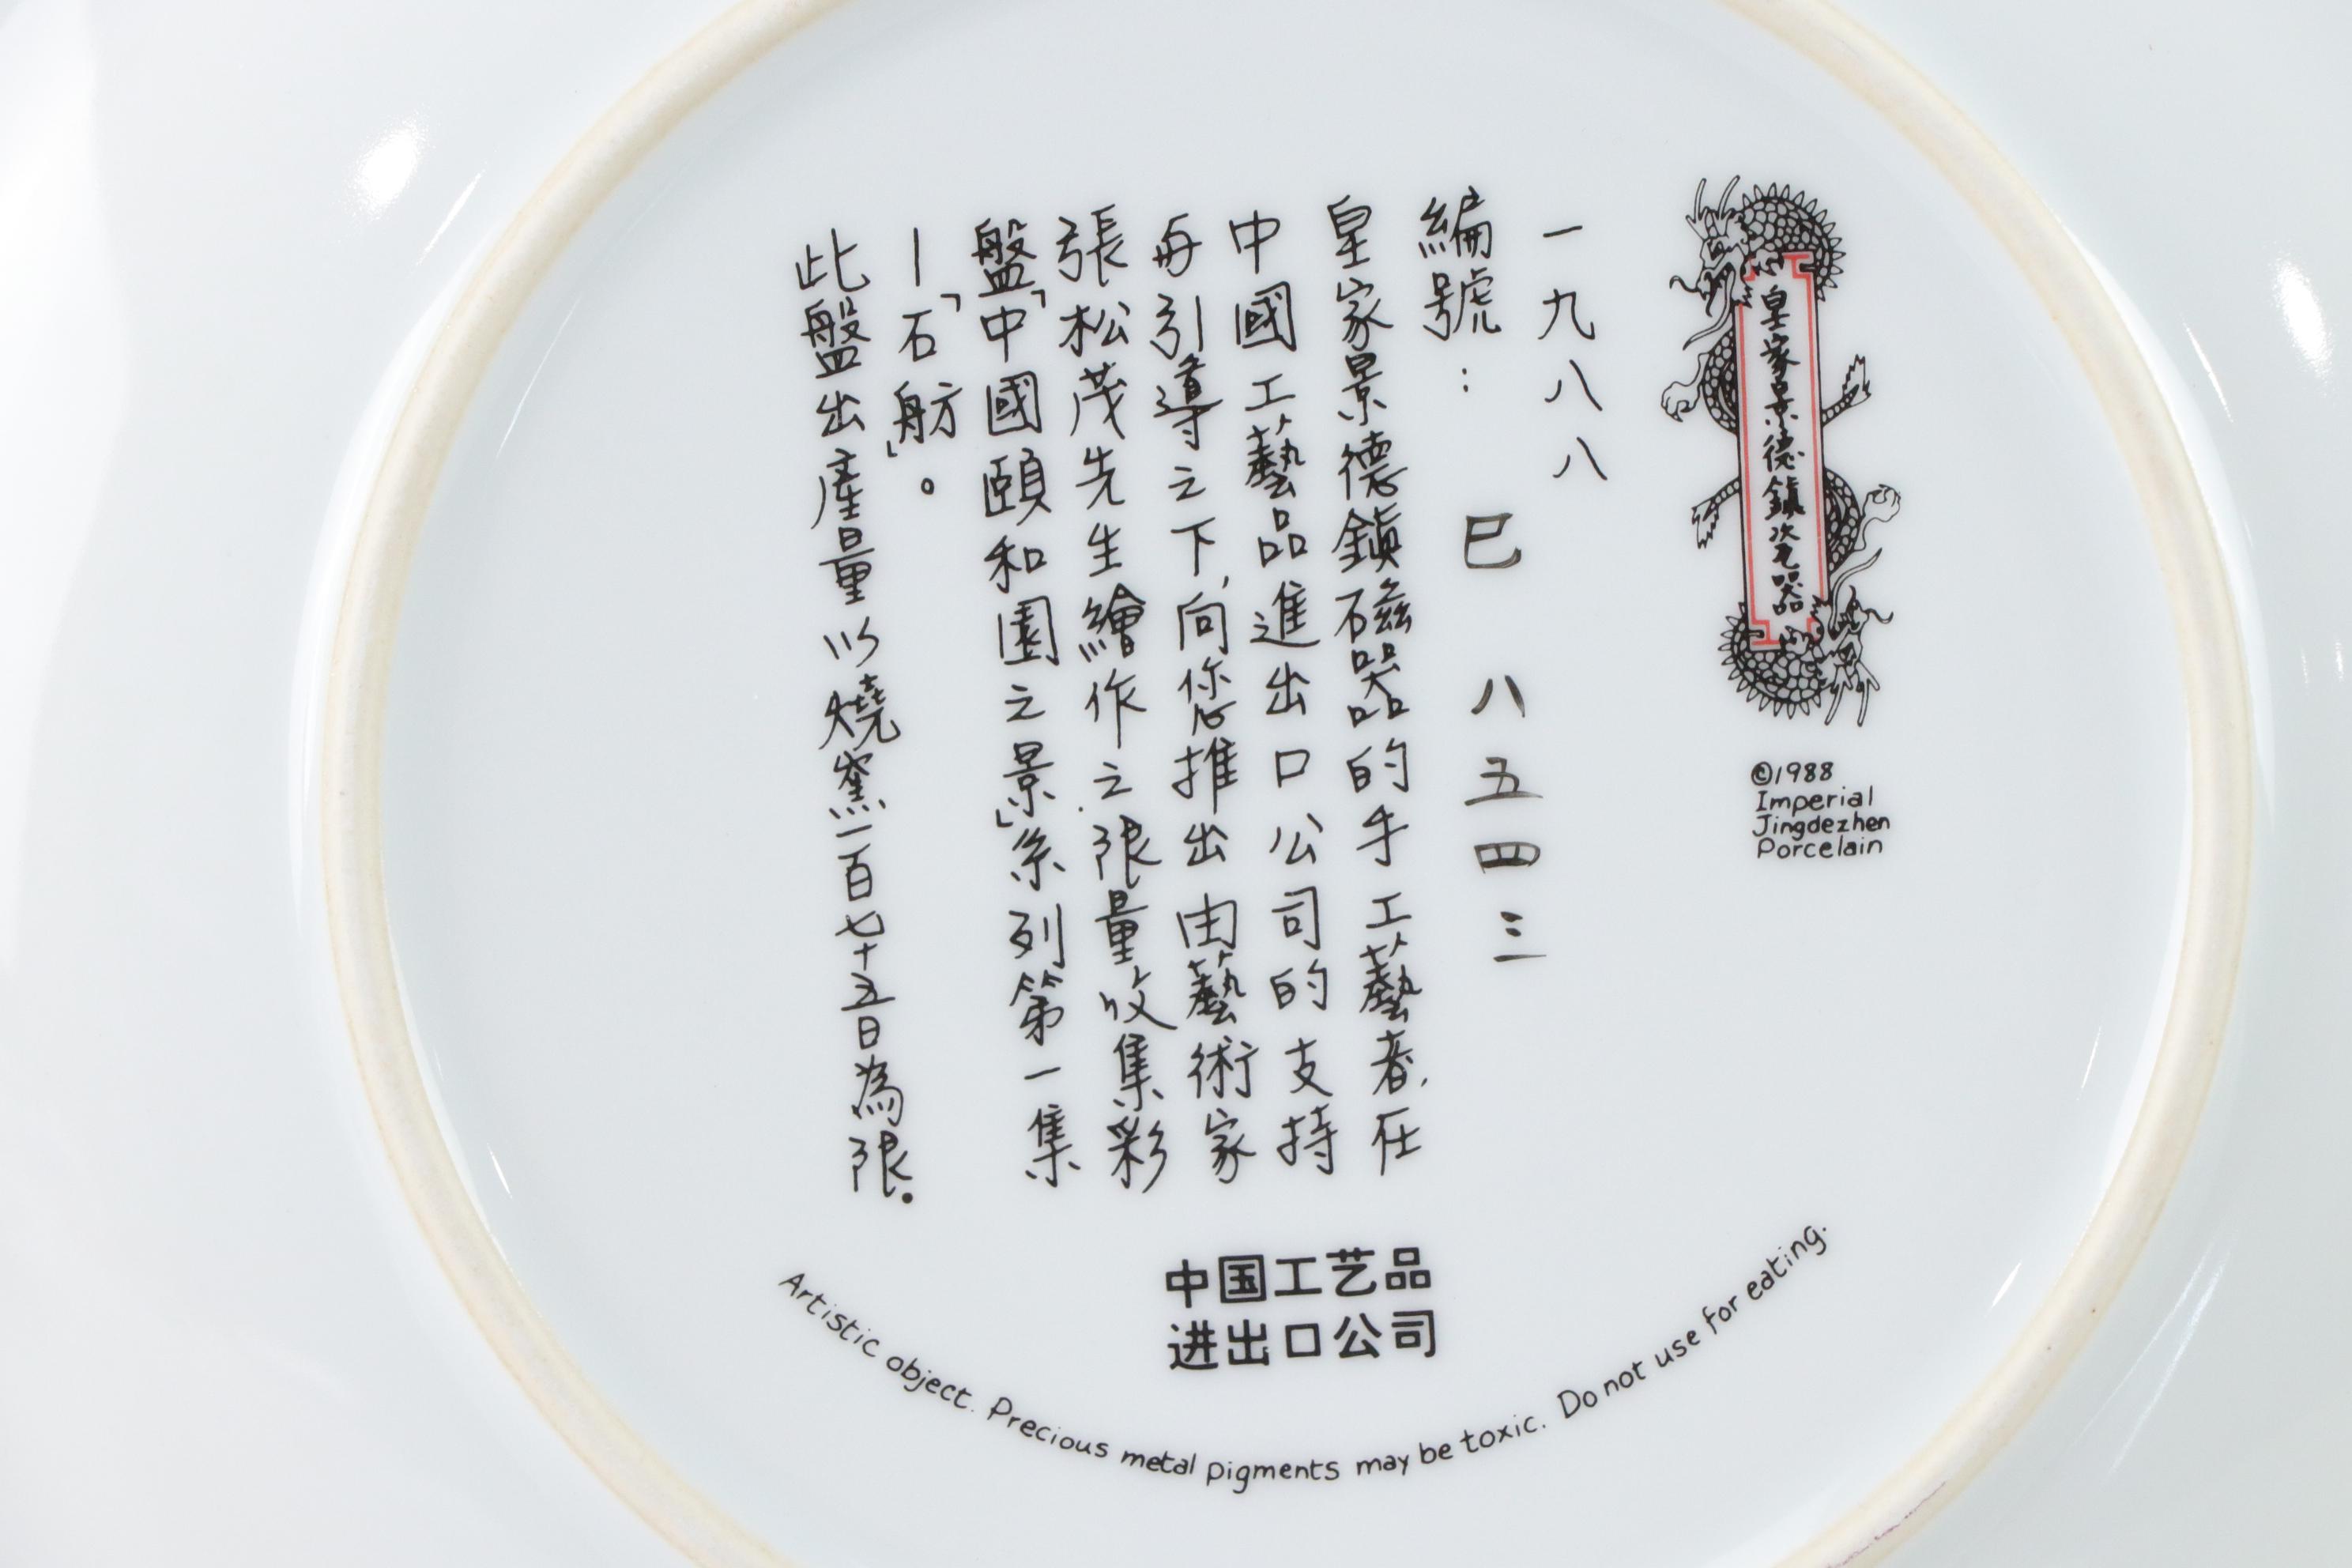 皇家景德鎮瓷器
©1988
Imperial
Jingdezhen
Porcelain
一九八八
編號： 巳 八五四三
皇家景德鎮磁器的手工藝者，在
中國工藝品進出口公司的支持
和引導之下，向您推出由藝術家
張松茂先生繪作之限量收集彩
盤「中國頤和園之景」系列第一集
—「石舫」。
此盤出產量以燒窯一百七十五日為限.
中国工艺品
进出口公司
Artistic object. Precious metal pigments may be toxic. Do not use for eating.